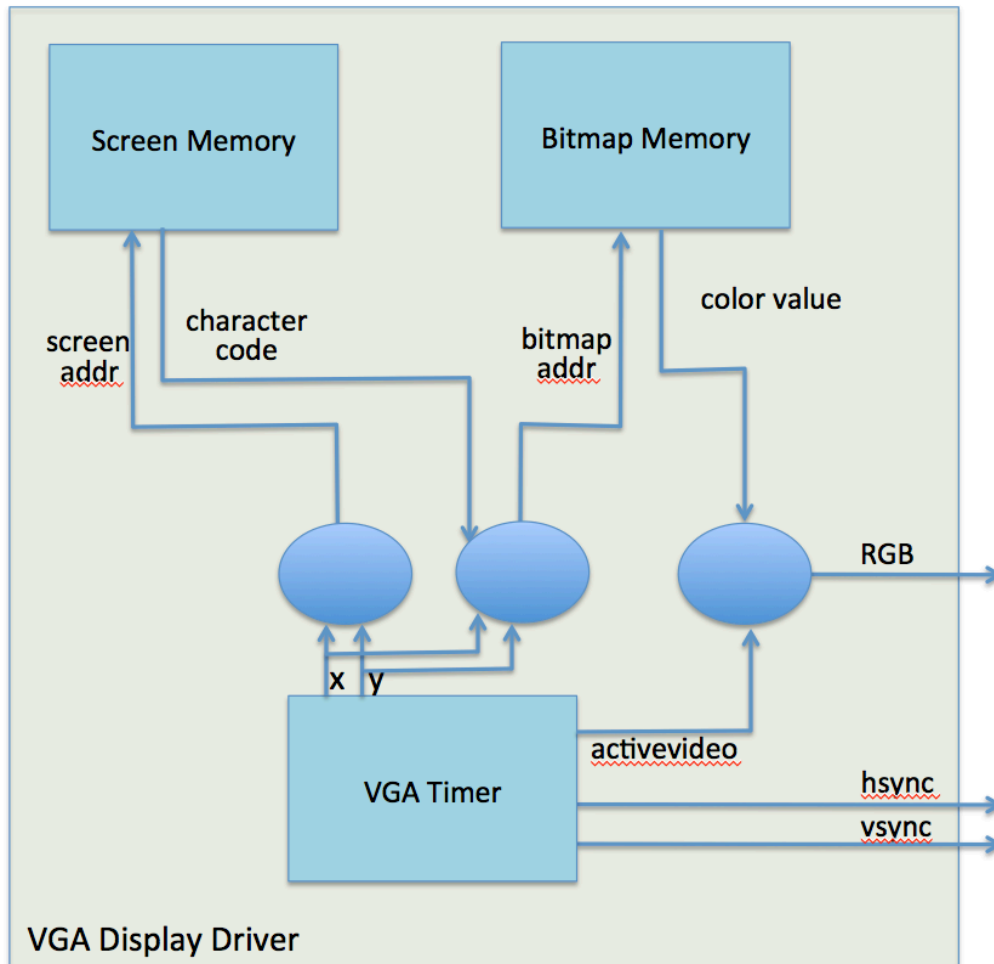 Screen Memory
Bitmap Memory
color value
character
code
screen
addr
bitmap
addr
RGB
x y
activevideo
VGA Timer
hsync
vsync
VGA Display Driver